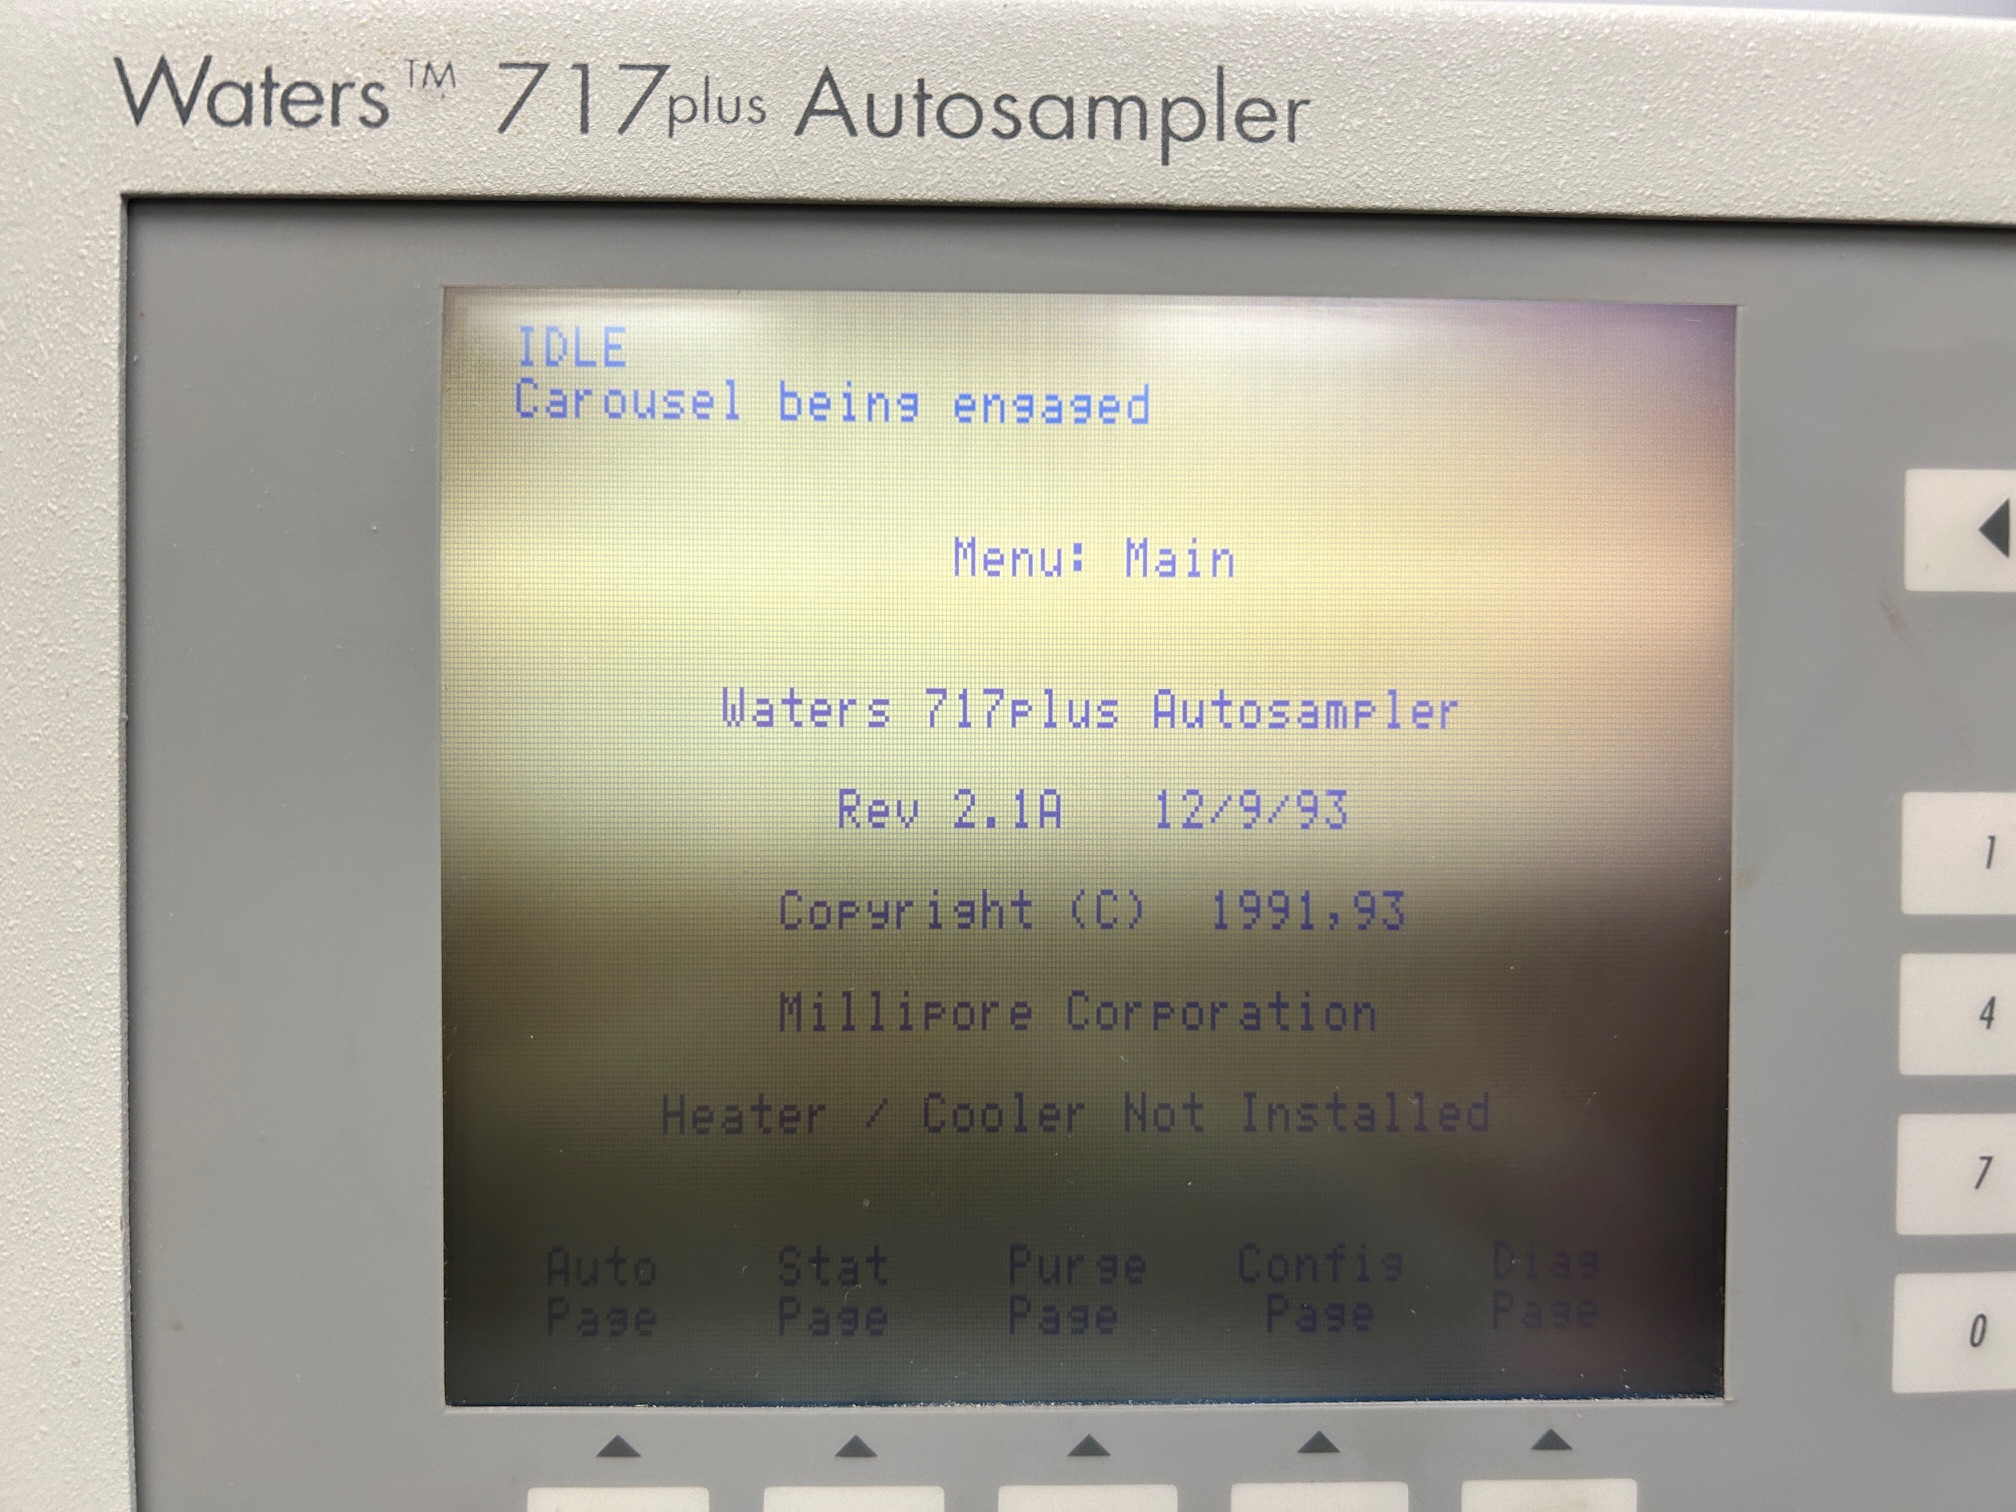 Waters™ 717plus Autosampler
IDLE
Carousel being engaged
Menu: Main
Waters 717plus Autosampler
Rev 2.1A 12/9/93
Copyright (C) 1991,93
Millipore Corporation
Heater / Cooler Not Installed
Auto Stat Purge Config Diag
Page Page Page Page Page
1
4
7
0